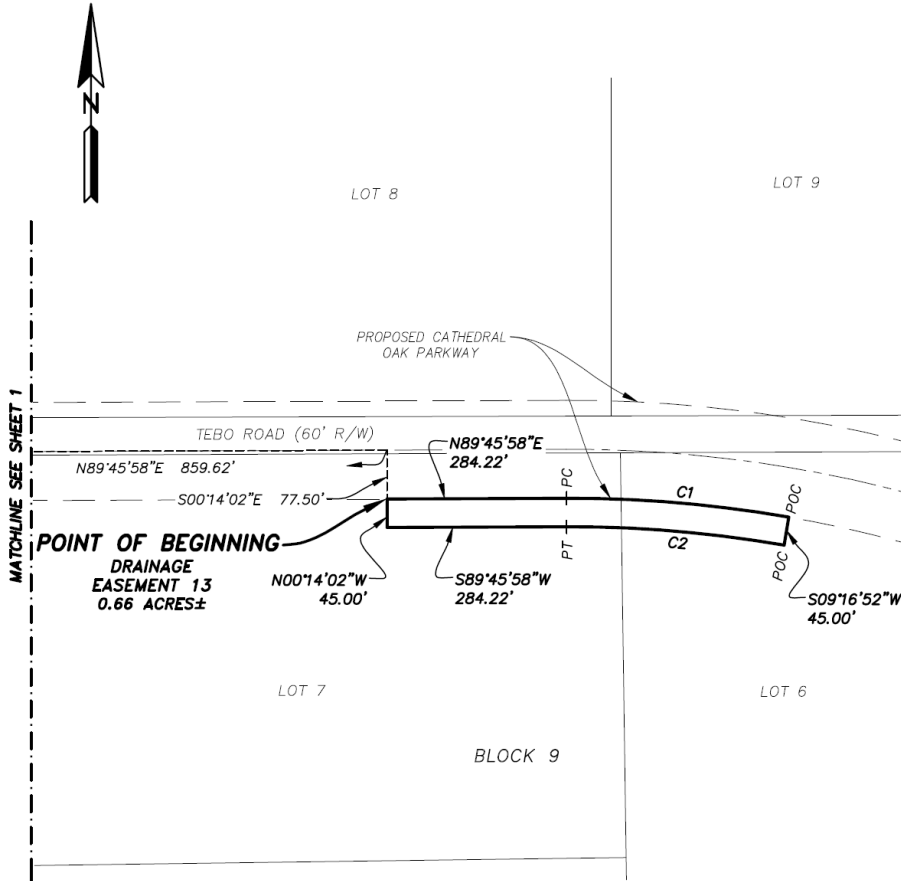 N
LOT 8
LOT 9
PROPOSED CATHEDRAL
OAK PARKWAY
MATCHLINE SEE SHEET 1
TEBO ROAD (60' R/W)
N89°45'58"E 859.62'
N89°45'58"E
284.22'
S00°14'02"E 77.50'
PC
C1
POC
POINT OF BEGINNING
DRAINAGE
EASEMENT 13
0.66 ACRES±
N00°14'02"W
45.00'
S89°45'58"W
284.22'
PT
C2
POC
S09°16'52"W
45.00'
LOT 7
LOT 6
BLOCK 9